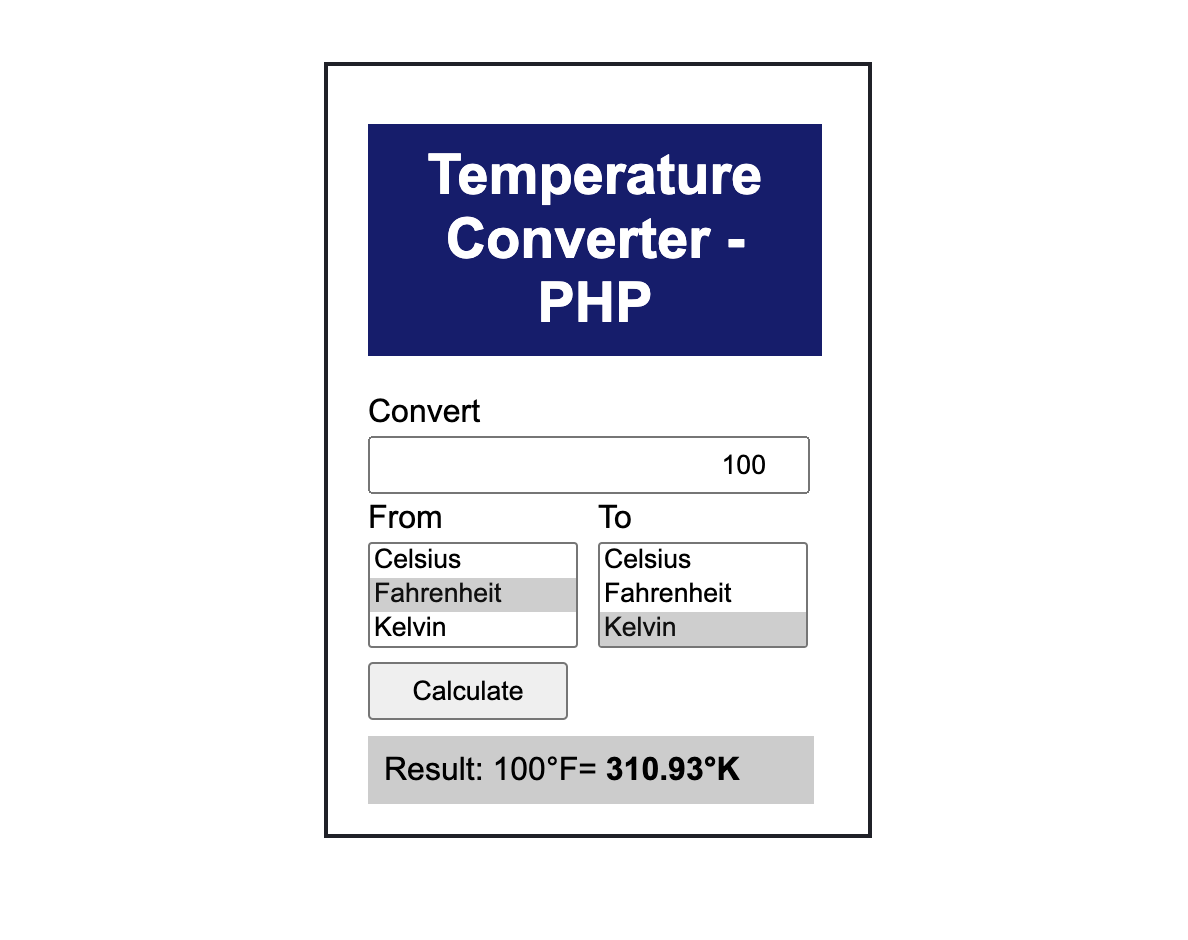 Temperature
Converter -
PHP
Convert
100
From To
Celsius Celsius
Fahrenheit Fahrenheit
Kelvin Kelvin
Calculate
Result: 100°F= 310.93°K